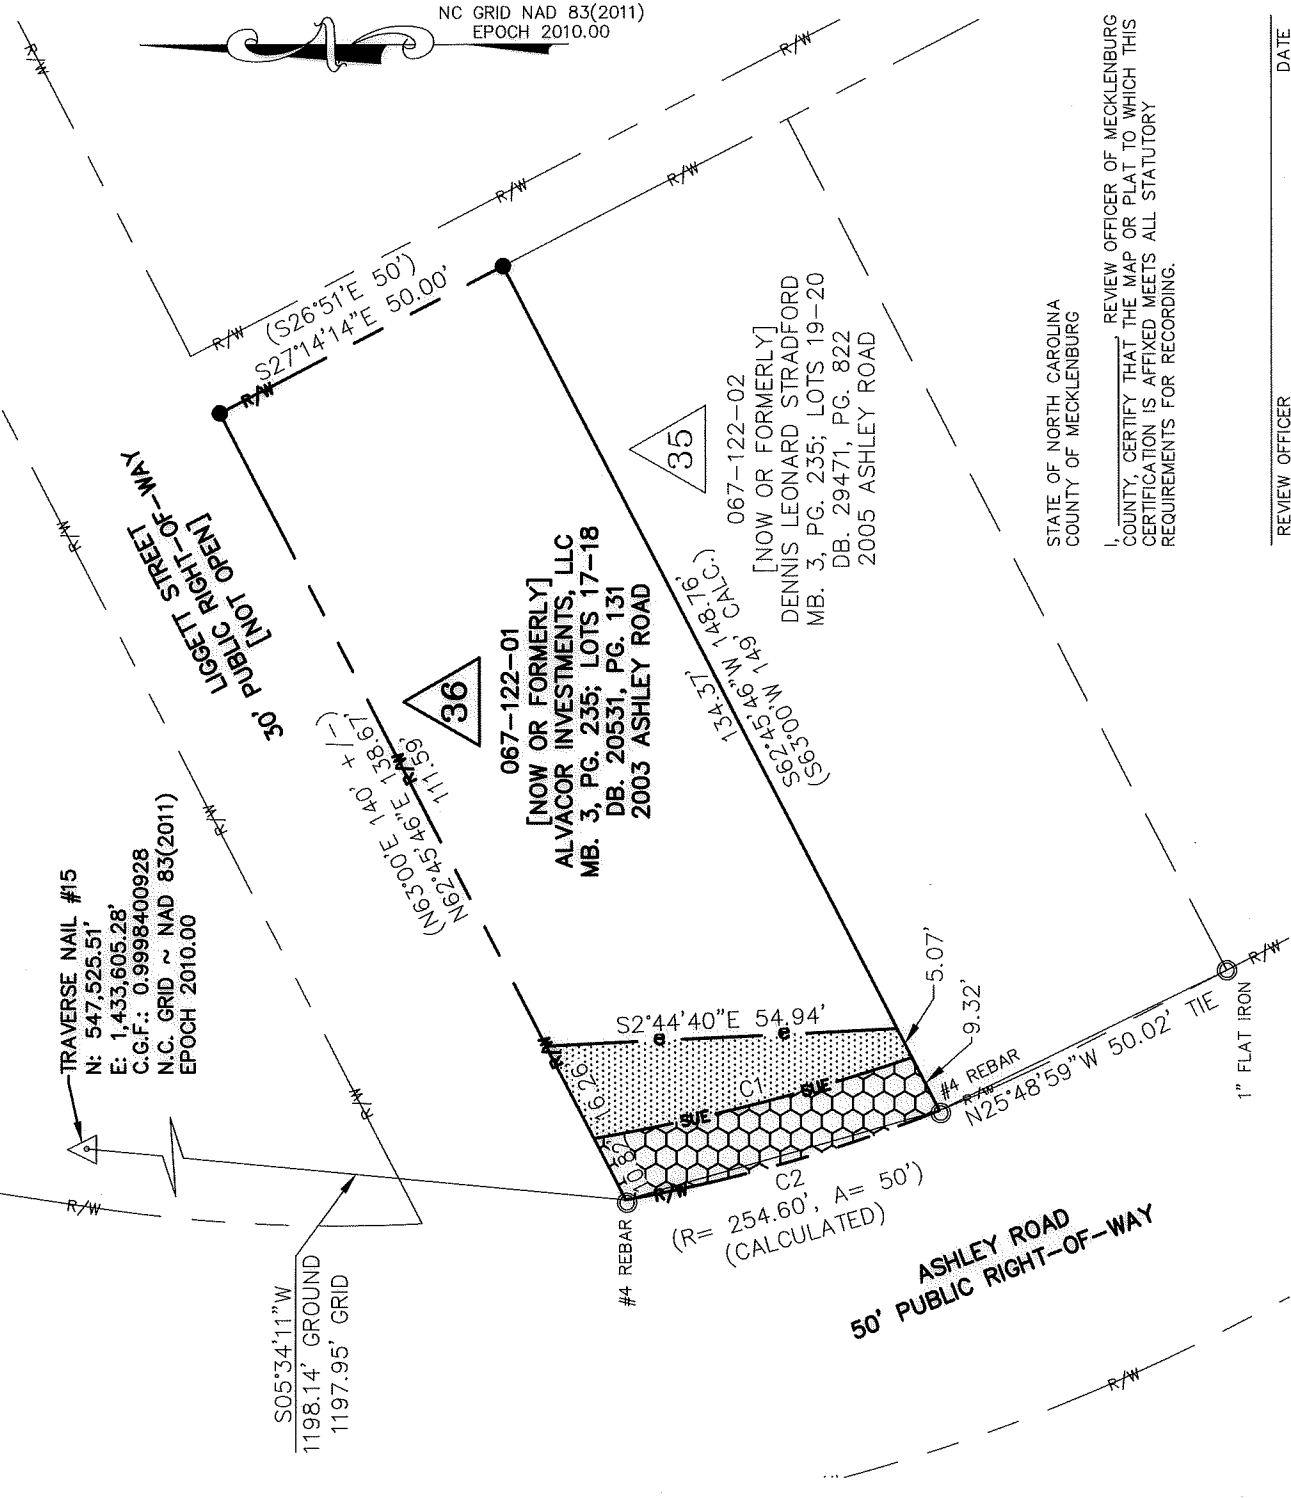 NC GRID NAD 83(2011)
EPOCH 2010.00
R/W
R/W
R/W
R/W
R/W
(S26°51'E 50')
S27°14'14"E 50.00'
R/W
R/W
LIGGETT STREET
30' PUBLIC RIGHT-OF-WAY
[NOT OPEN]
R/W
R/W
R/W
R/W
TRAVERSE NAIL #15
N: 547,525.51'
E: 1,433,605.28'
C.G.F.: 0.9998400928
N.C. GRID ~ NAD 83(2011)
EPOCH 2010.00
(N63°00'E 140' +/-)
N62°45'46"E 138.67'
111.59'
R/W
36
067-122-01
[NOW OR FORMERLY]
ALVACOR INVESTMENTS, LLC
MB. 3, PG. 235; LOTS 17-18
DB. 20531, PG. 131
2003 ASHLEY ROAD
35
067-122-02
[NOW OR FORMERLY]
DENNIS LEONARD STRADFORD
MB. 3, PG. 235; LOTS 19-20
DB. 29471, PG. 822
2005 ASHLEY ROAD
134.37'
S62°45'46"W 148.76'
(S63°00'W 149' CALC.)
STATE OF NORTH CAROLINA
COUNTY OF MECKLENBURG
I, , REVIEW OFFICER OF MECKLENBURG
COUNTY, CERTIFY THAT THE MAP OR PLAT TO WHICH THIS
CERTIFICATION IS AFFIXED MEETS ALL STATUTORY
REQUIREMENTS FOR RECORDING.
REVIEW OFFICER DATE
S2°44'40"E 54.94'
e
e
R/W
16.26'
10.82'
SUE
C1
SUE
5.07'
9.32'
#4 REBAR
R/W
C2
(R= 254.60', A= 50')
(CALCULATED)
#4 REBAR
R/W
N25°48'59"W 50.02' TIE
1" FLAT IRON
R/W
S05°34'11"W
1198.14' GROUND
1197.95' GRID
ASHLEY ROAD
50' PUBLIC RIGHT-OF-WAY
R/W